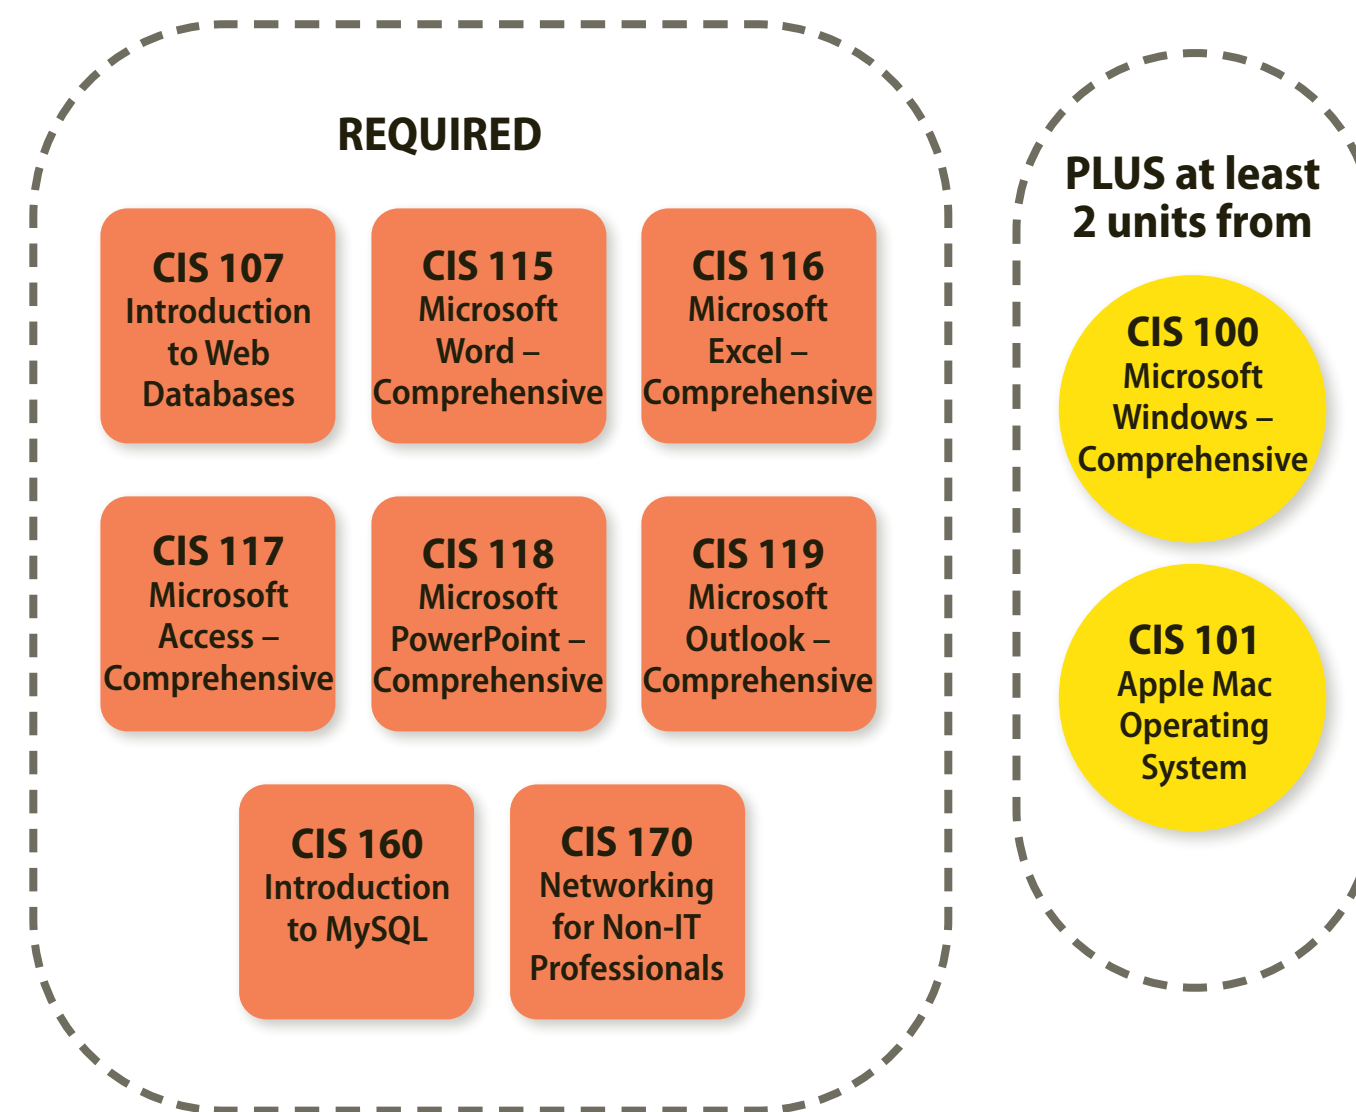 REQUIRED
CIS 107
Introduction
to Web
Databases
CIS 115
Microsoft
Word –
Comprehensive
CIS 116
Microsoft
Excel –
Comprehensive
CIS 117
Microsoft
Access –
Comprehensive
CIS 118
Microsoft
PowerPoint –
Comprehensive
CIS 119
Microsoft
Outlook –
Comprehensive
CIS 160
Introduction
to MySQL
CIS 170
Networking
for Non-IT
Professionals
PLUS at least
2 units from
CIS 100
Microsoft
Windows –
Comprehensive
CIS 101
Apple Mac
Operating
System